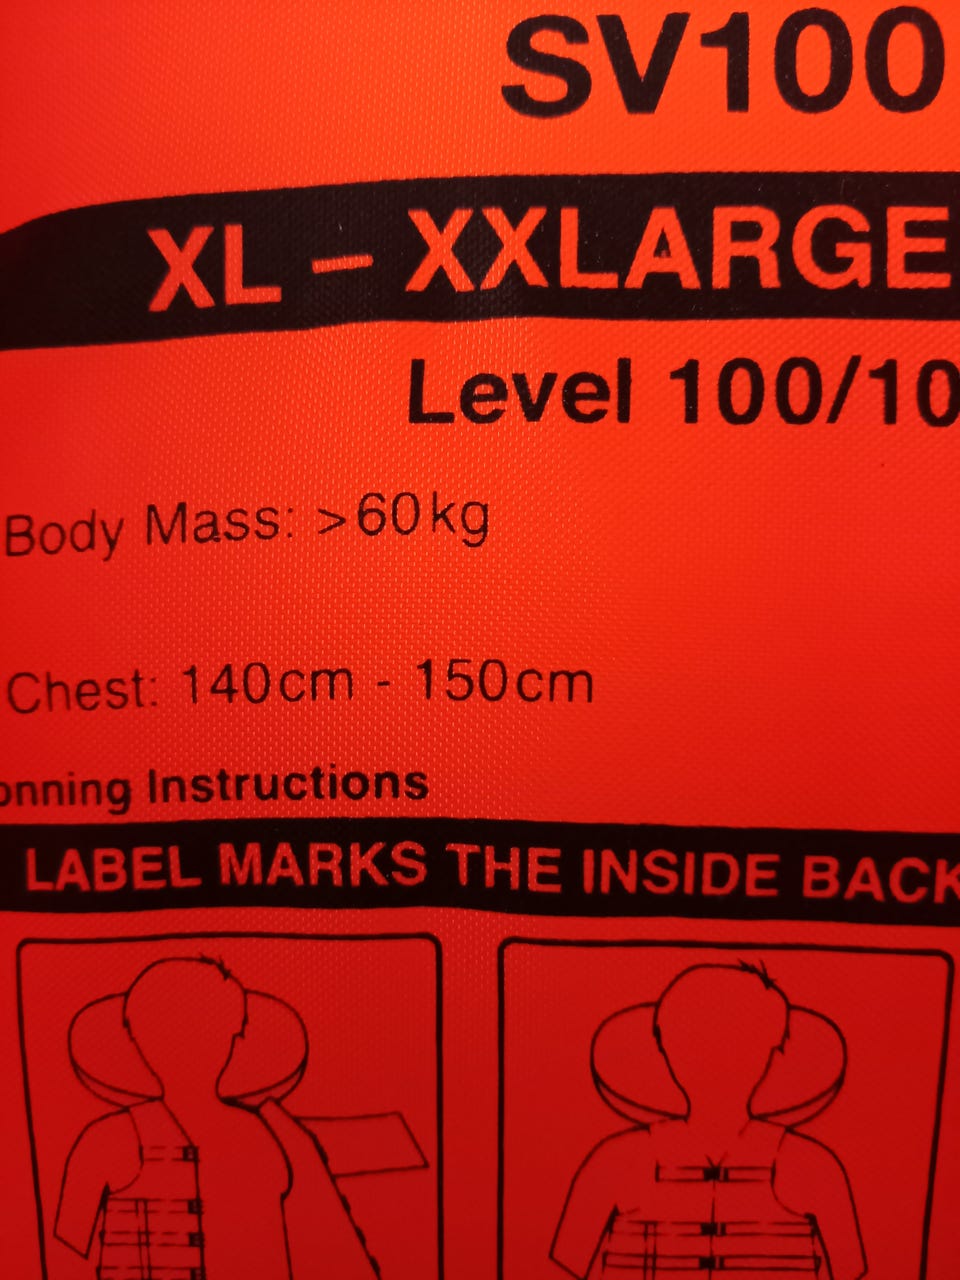 SV100
XL – XXLARGE
Level 100/10
Body Mass: >60kg
Chest: 140cm - 150cm
onning Instructions
LABEL MARKS THE INSIDE BACK